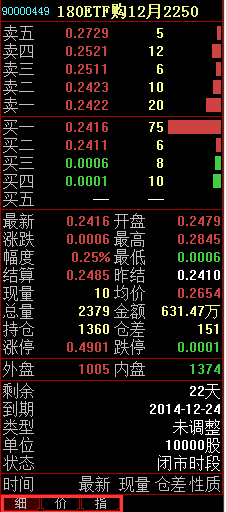 90000449 180ETF购12月2250
卖五 0.2729 5
卖四 0.2521 12
卖三 0.2511 6
卖二 0.2423 10
卖一 0.2422 20
买一 0.2416 75
买二 0.2411 6
买三 0.0006 8
买四 0.0001 10
买五 — —
最新 0.2416 开盘 0.2479
涨跌 0.0006 最高 0.2845
幅度 0.25% 最低 0.0006
结算 0.2485 昨结 0.2410
现量 10 均价 0.2654
总量 2379 金额 631.47万
持仓 1360 仓差 151
涨停 0.4901 跌停 0.0001
外盘 1005 内盘 1374
剩余 22天
到期 2014-12-24
类型 未调整
单位 10000股
状态 闭市时段
时间 最新 现量 仓差 性质
细 价 指